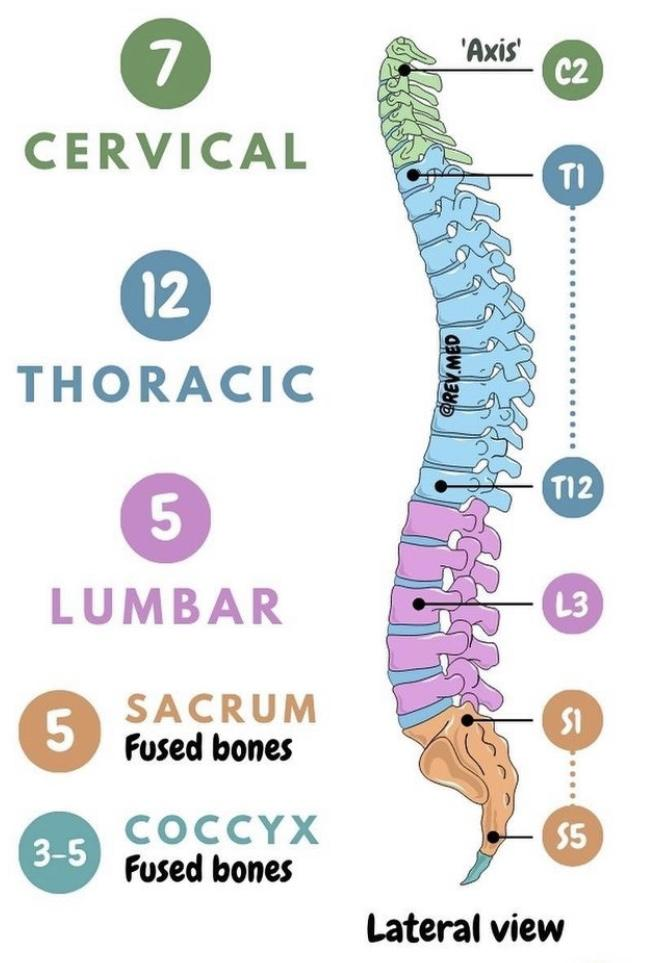 7
CERVICAL
12
THORACIC
5
LUMBAR
5
SACRUM
Fused bones
3-5
COCCYX
Fused bones
'Axis'
C2
T1
@REV.MED
T12
L3
S1
S5
Lateral view